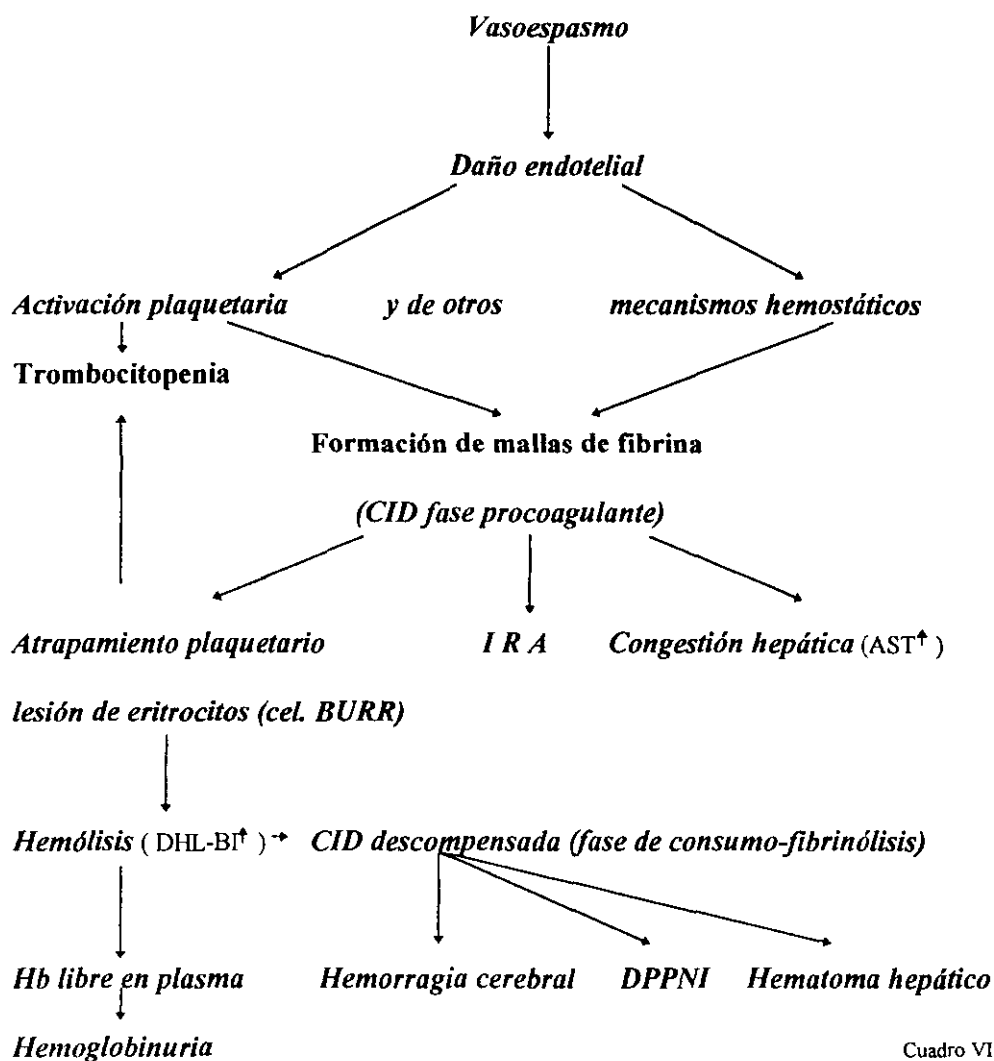 Vasoespasmo
Daño endotelial
Activación plaquetaria y de otros mecanismos hemostáticos
Trombocitopenia
Formación de mallas de fibrina
(CID fase procoagulante)
Atrapamiento plaquetario I R A Congestión hepática (AST↑ )
lesión de eritrocitos (cel. BURR)
Hemólisis ( DHL-BI↑ ) → CID descompensada (fase de consumo-fibrinólisis)
Hb libre en plasma Hemorragia cerebral DPPNI Hematoma hepático
Hemoglobinuria
Cuadro VI